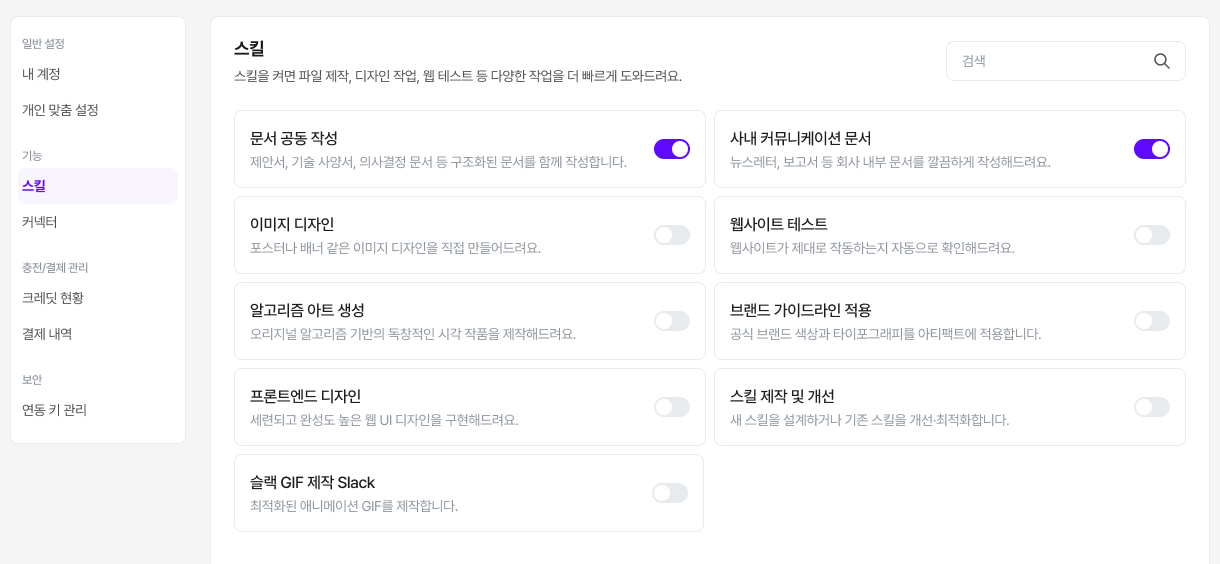 일반 설정
내 계정
개인 맞춤 설정
기능
스킬
커넥터
충전/결제 관리
크레딧 현황
결제 내역
보안
연동 키 관리
스킬
스킬을 켜면 파일 제작, 디자인 작업, 웹 테스트 등 다양한 작업을 더 빠르게 도와드려요.
검색
문서 공동 작성
제안서, 기술 사양서, 의사결정 문서 등 구조화된 문서를 함께 작성합니다.
사내 커뮤니케이션 문서
뉴스레터, 보고서 등 회사 내부 문서를 깔끔하게 작성해드려요.
이미지 디자인
포스터나 배너 같은 이미지 디자인을 직접 만들어드려요.
웹사이트 테스트
웹사이트가 제대로 작동하는지 자동으로 확인해드려요.
알고리즘 아트 생성
오리지널 알고리즘 기반의 독창적인 시각 작품을 제작해드려요.
브랜드 가이드라인 적용
공식 브랜드 색상과 타이포그래피를 아티팩트에 적용합니다.
프론트엔드 디자인
세련되고 완성도 높은 웹 UI 디자인을 구현해드려요.
스킬 제작 및 개선
새 스킬을 설계하거나 기존 스킬을 개선·최적화합니다.
슬랙 GIF 제작 Slack
최적화된 애니메이션 GIF를 제작합니다.